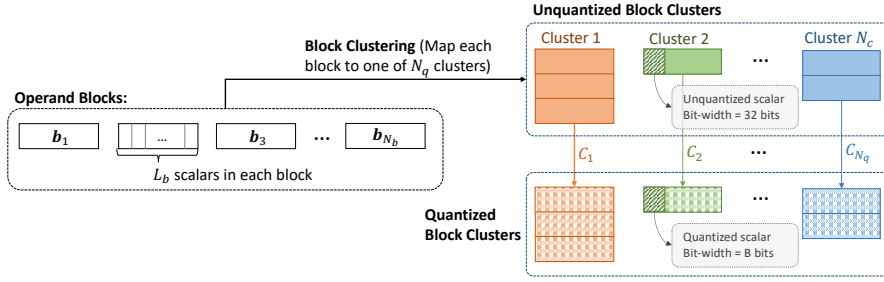 Unquantized Block Clusters
Cluster 1
Cluster 2
Cluster N_c
...
Block Clustering (Map each
block to one of N_q clusters)
Unquantized scalar
Bit-width = 32 bits
Operand Blocks:
b_1
...
b_3
...
b_{N_b}
L_b scalars in each block
C_1
C_2
...
C_{N_q}
Quantized
Block Clusters
...
Quantized scalar
Bit-width = B bits